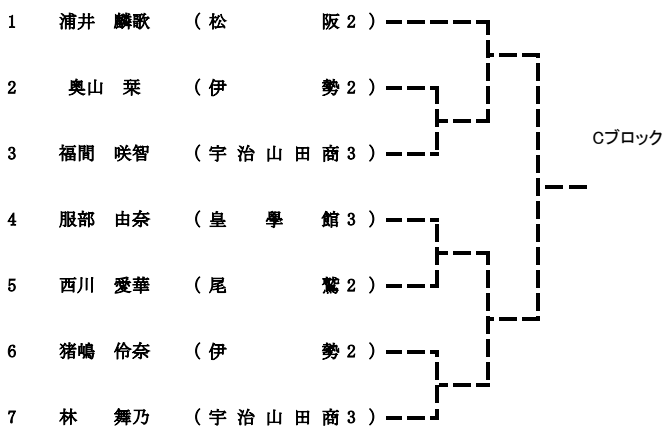 1 浦井 麟歌 (松 阪2)
2 奥山 栞 (伊 勢2)
Cブロック
3 福間 咲智 (宇治山田商3)
4 服部 由奈 (皇 學 館3)
5 西川 愛華 (尾 鷲2)
6 猪嶋 伶奈 (伊 勢2)
7 林 舞乃 (宇治山田商3)